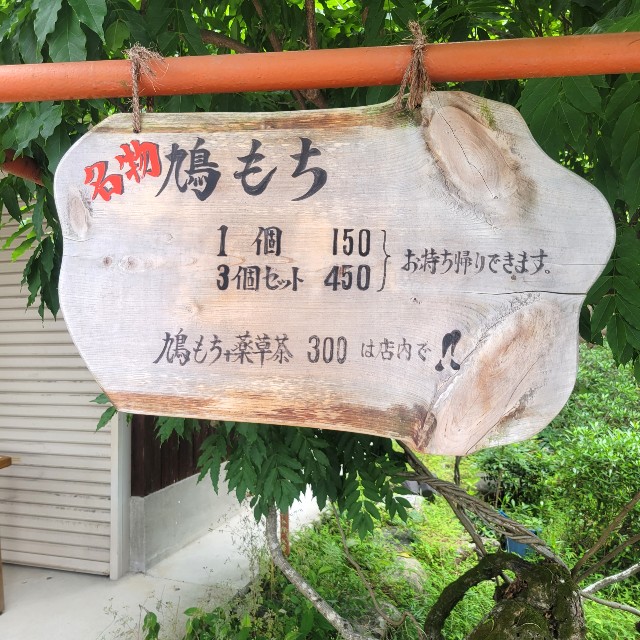 名物 鳩もち
1個 150
3個セット 450
お持ち帰りできます。
鳩もち+薬草茶 300 は店内で!!